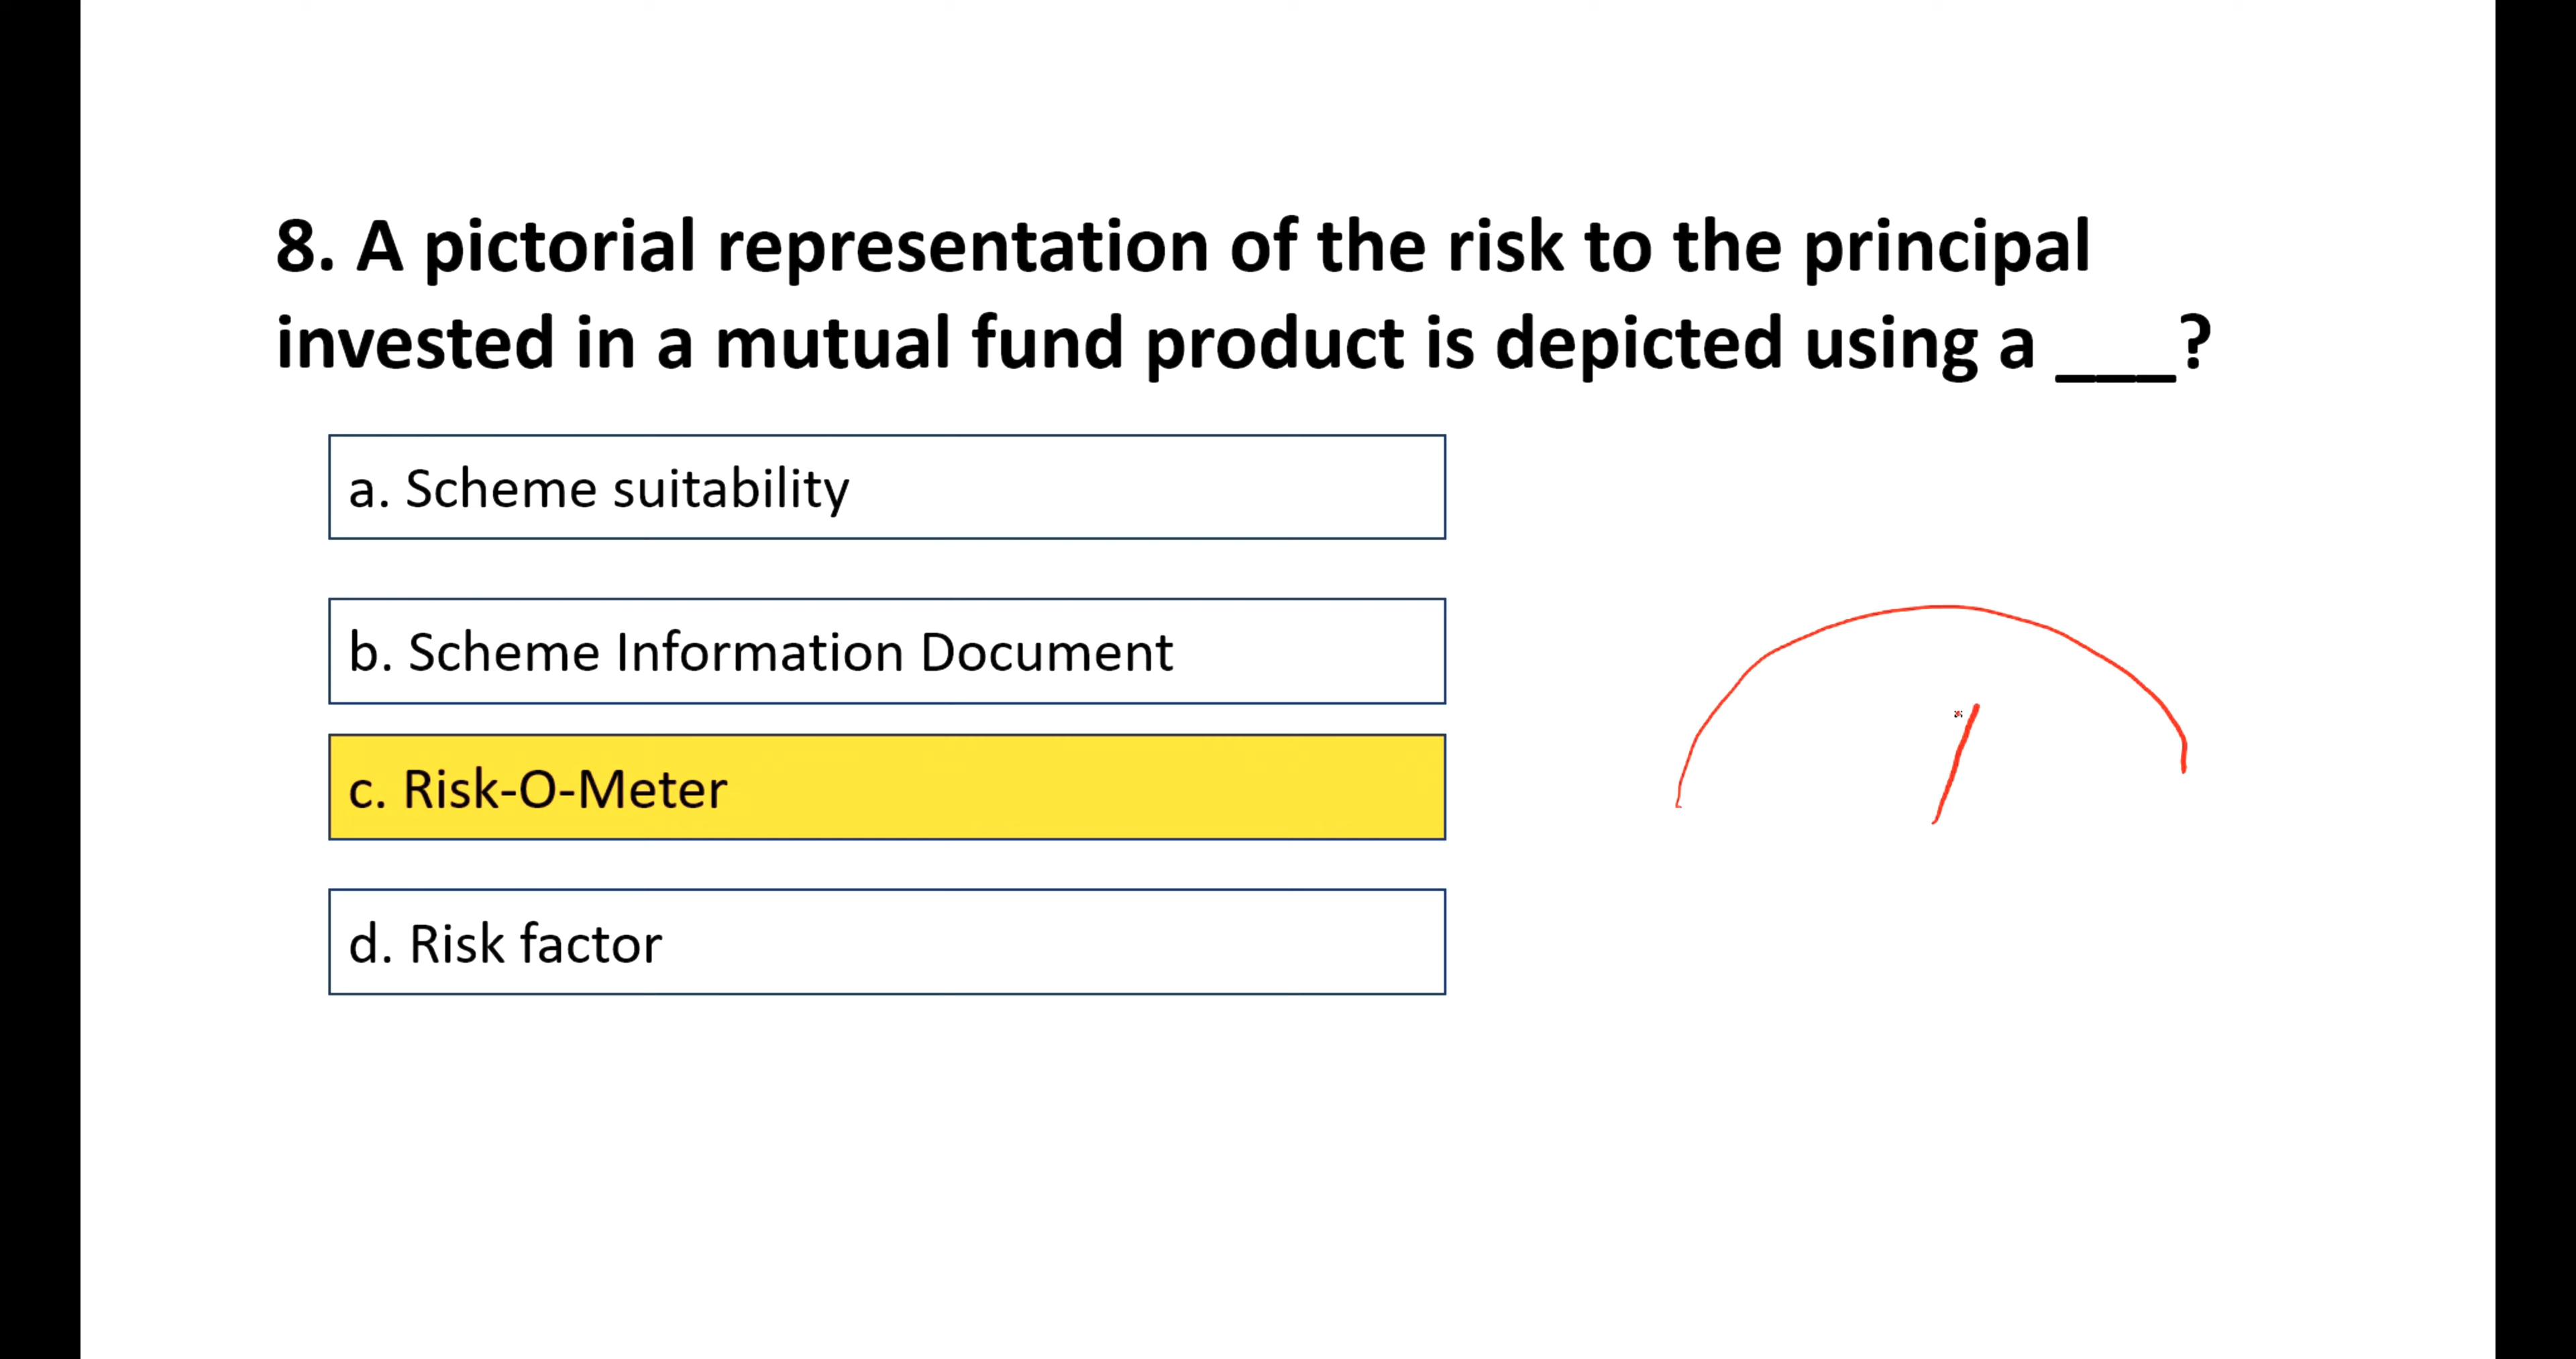 8. A pictorial representation of the risk to the principal
invested in a mutual fund product is depicted using a ___?
a. Scheme suitability
b. Scheme Information Document
c. Risk-O-Meter
d. Risk factor